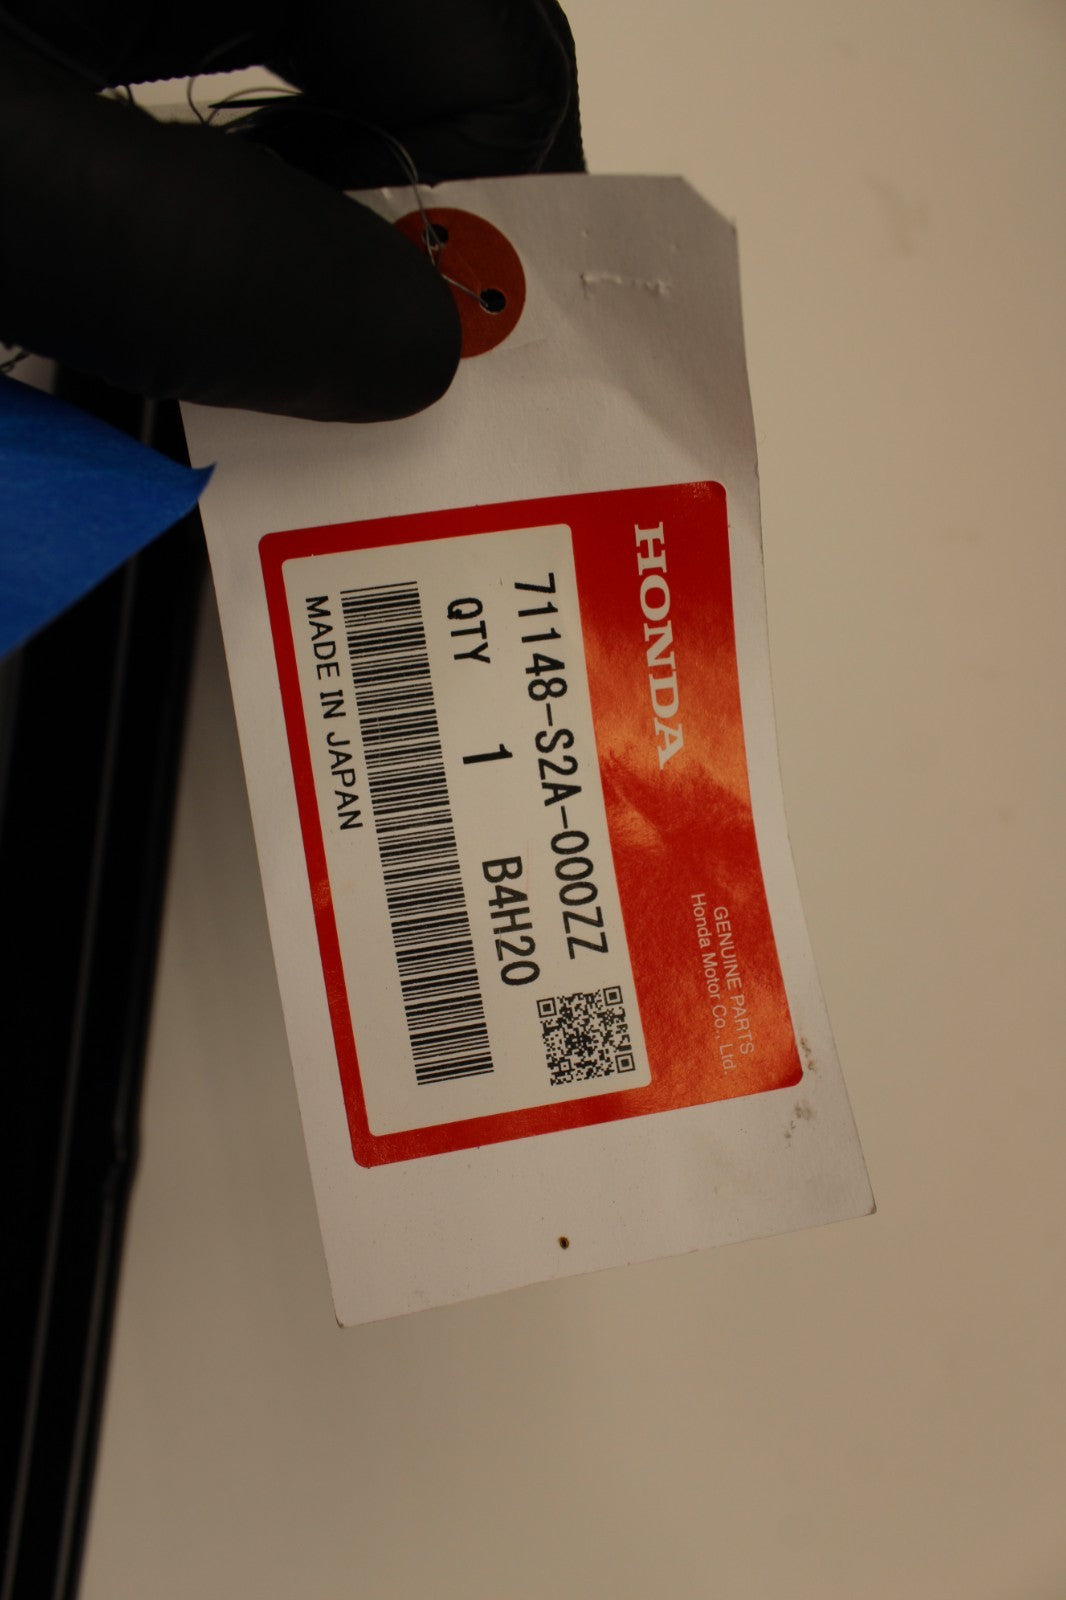 HONDA
GENUINE PARTS
Honda Motor Co., Ltd.
71148-S2A-000ZZ
QTY 1 B4H20
MADE IN JAPAN